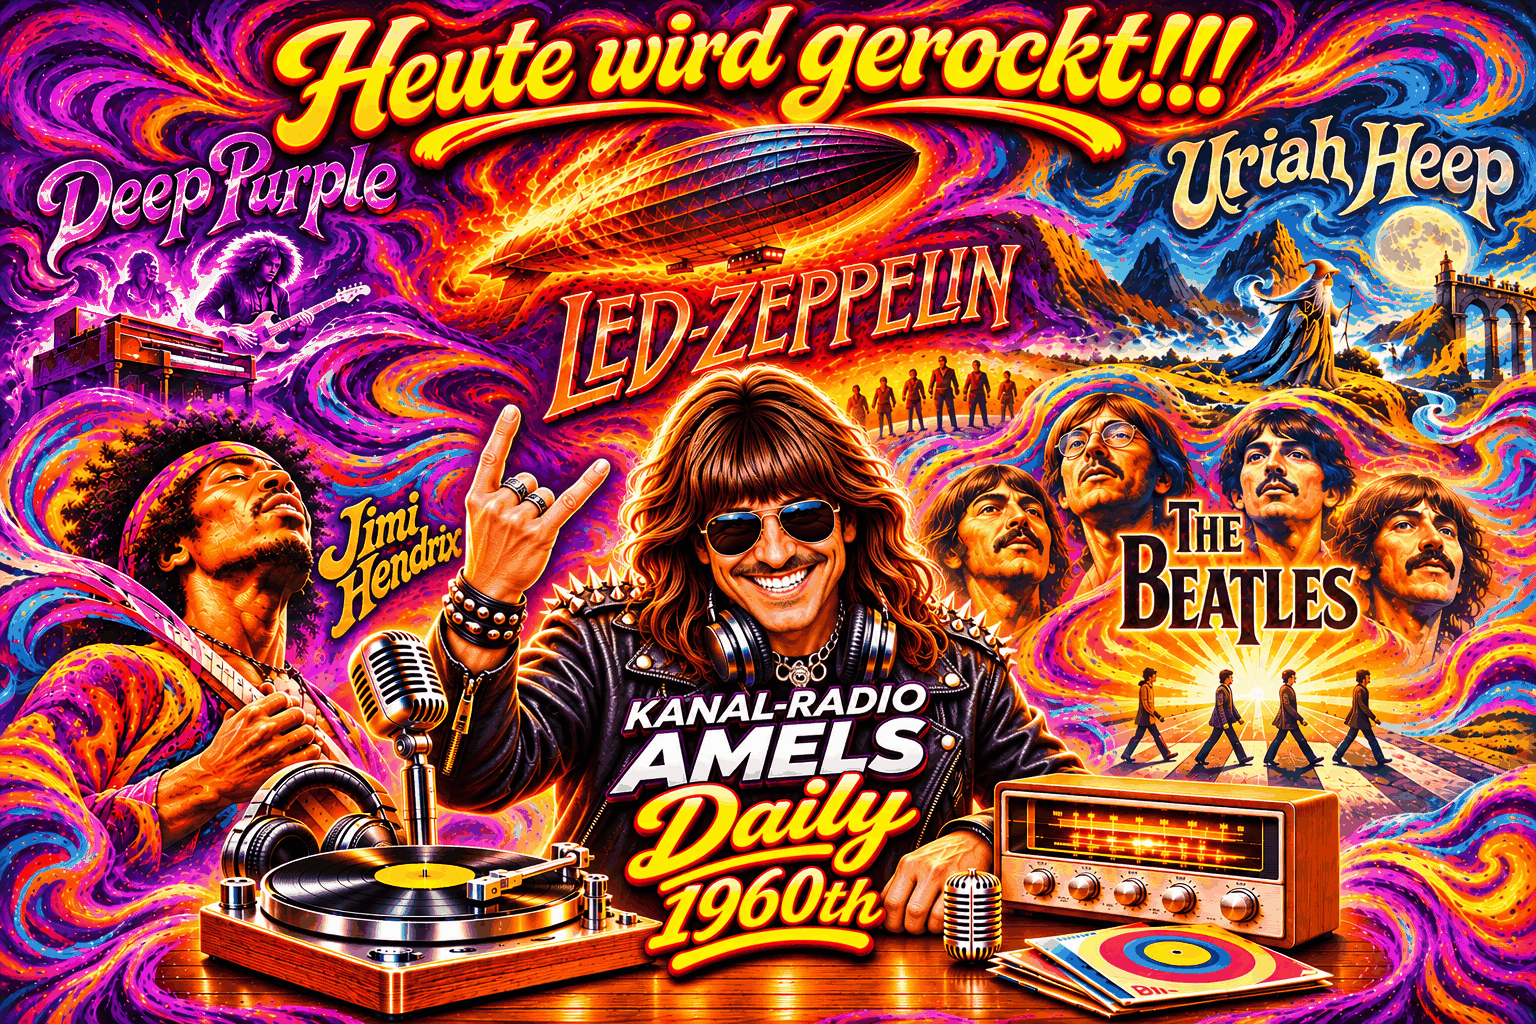 Heute wird gerockt!!!
Deep Purple
Uriah Heep
LED-ZEPPELIN
Jimi
Hendrix
THE
BEATLES
KANAL-RADIO
AMELS
Daily
1960th